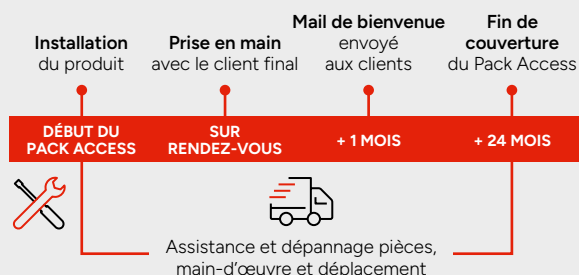 Installation
du produit
Prise en main
avec le client final
Mail de bienvenue
envoyé
aux clients
Fin de
couverture
du Pack Access
DÉBUT DU
PACK ACCESS
SUR
RENDEZ-VOUS
+ 1 MOIS
+ 24 MOIS
Assistance et dépannage pièces,
main-d’œuvre et déplacement